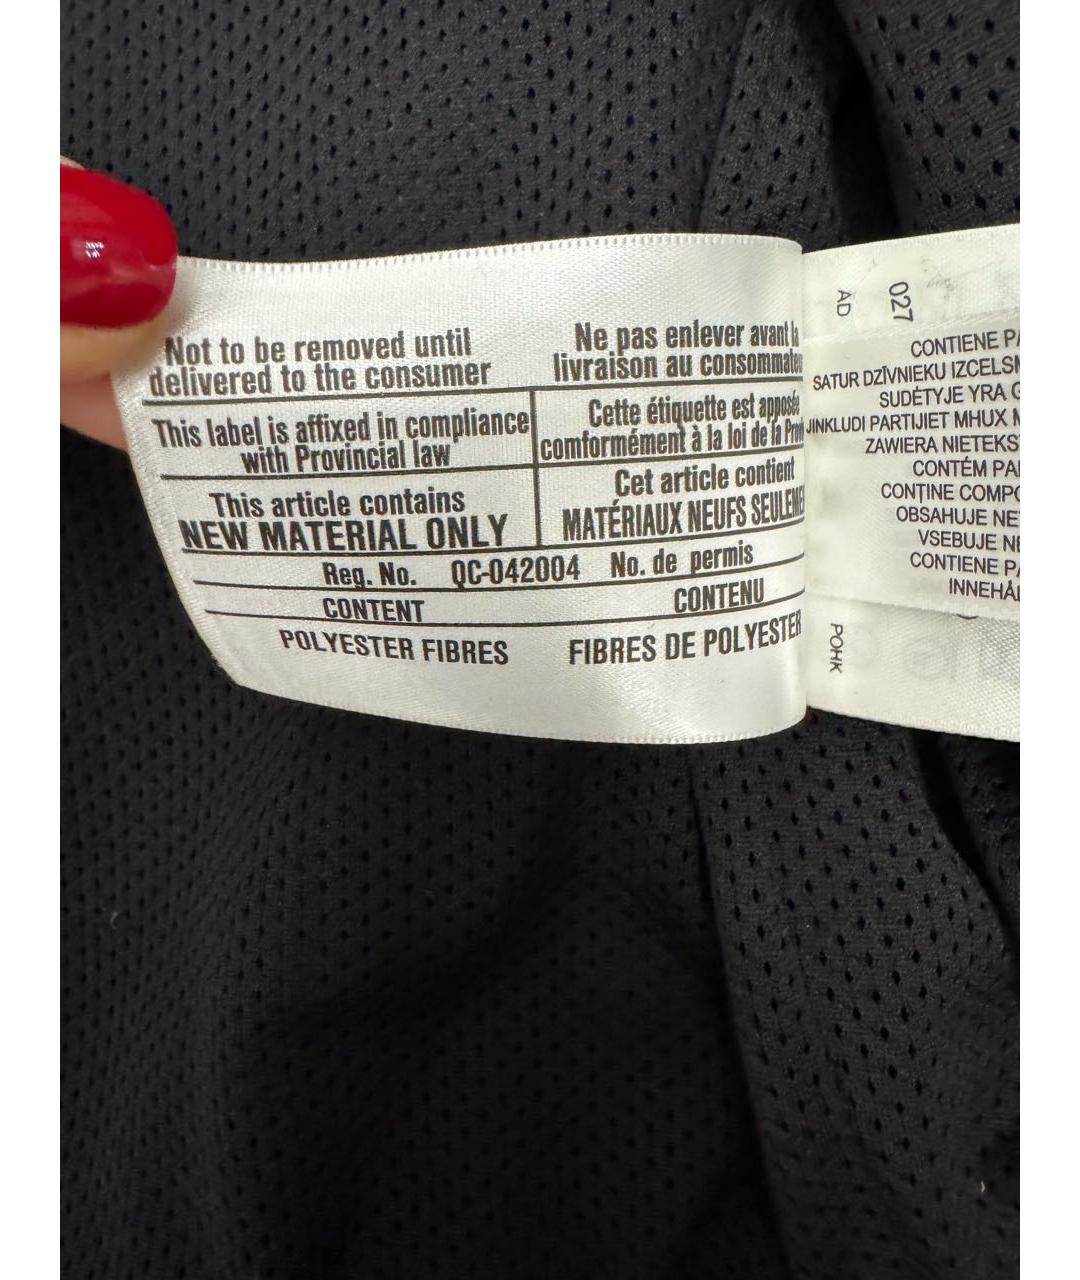 Not to be removed until
delivered to the consumer
Ne pas enlever avant la
livraison au
This label is affixed in compliance
with Provincial law
Cette étiquette est apposée
comformément à la loi de la
This article contains
NEW MATERIAL ONLY
Cet article contient
MATÉRIAUX NEUFS
Reg. No. QC-042004 No. de permis
CONTENT CONTENU
POLYESTER FIBRES FIBRES DE POLYESTER
AD
027
CONTIENE
SATUR DZĪVNIEKU
SUDĖTYJE YRA
JINKLUDI PARTIJIET MHUX
ZAWIERA
CONTÉM
CONȚINE
OBSAHUJE
VSEBUJE
CONTIENE
POHK